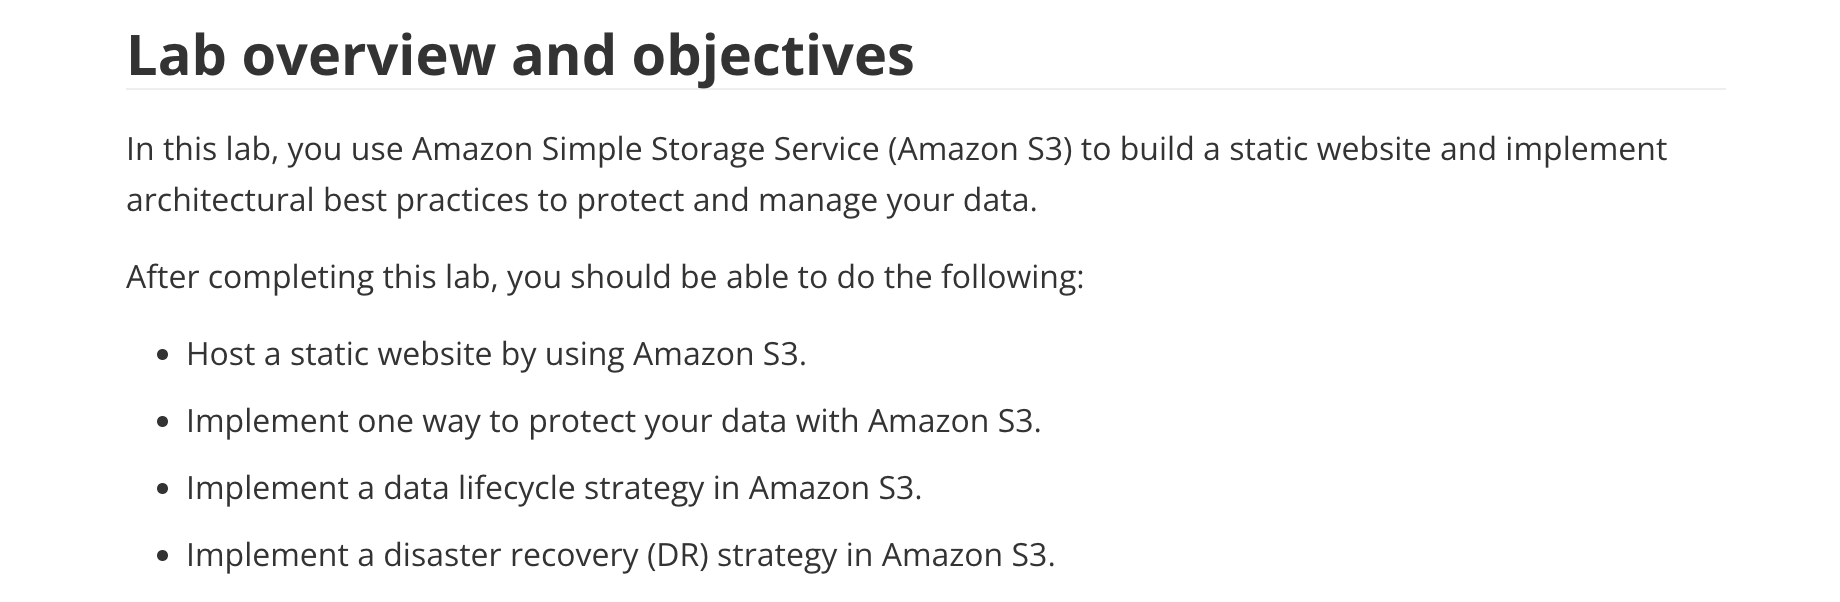 Lab overview and objectives
In this lab, you use Amazon Simple Storage Service (Amazon S3) to build a static website and implement
architectural best practices to protect and manage your data.
After completing this lab, you should be able to do the following:
• Host a static website by using Amazon S3.
• Implement one way to protect your data with Amazon S3.
• Implement a data lifecycle strategy in Amazon S3.
• Implement a disaster recovery (DR) strategy in Amazon S3.